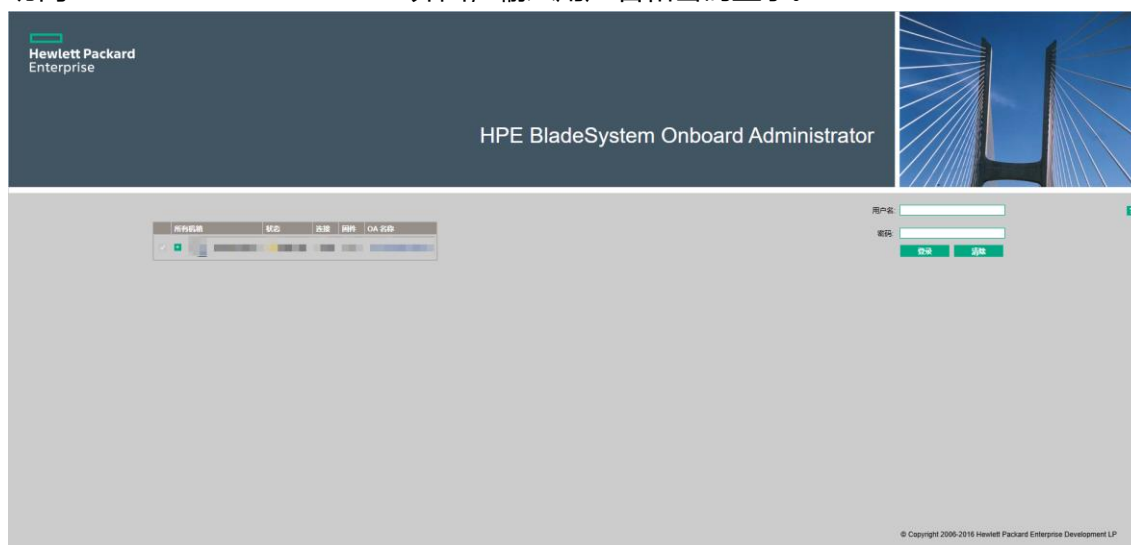 Hewlett Packard
Enterprise
HPE BladeSystem Onboard Administrator
用户名:
密码:
登录 清除
所有机箱 状态 连接 固件 OA 名称
© Copyright 2006-2016 Hewlett Packard Enterprise Development LP